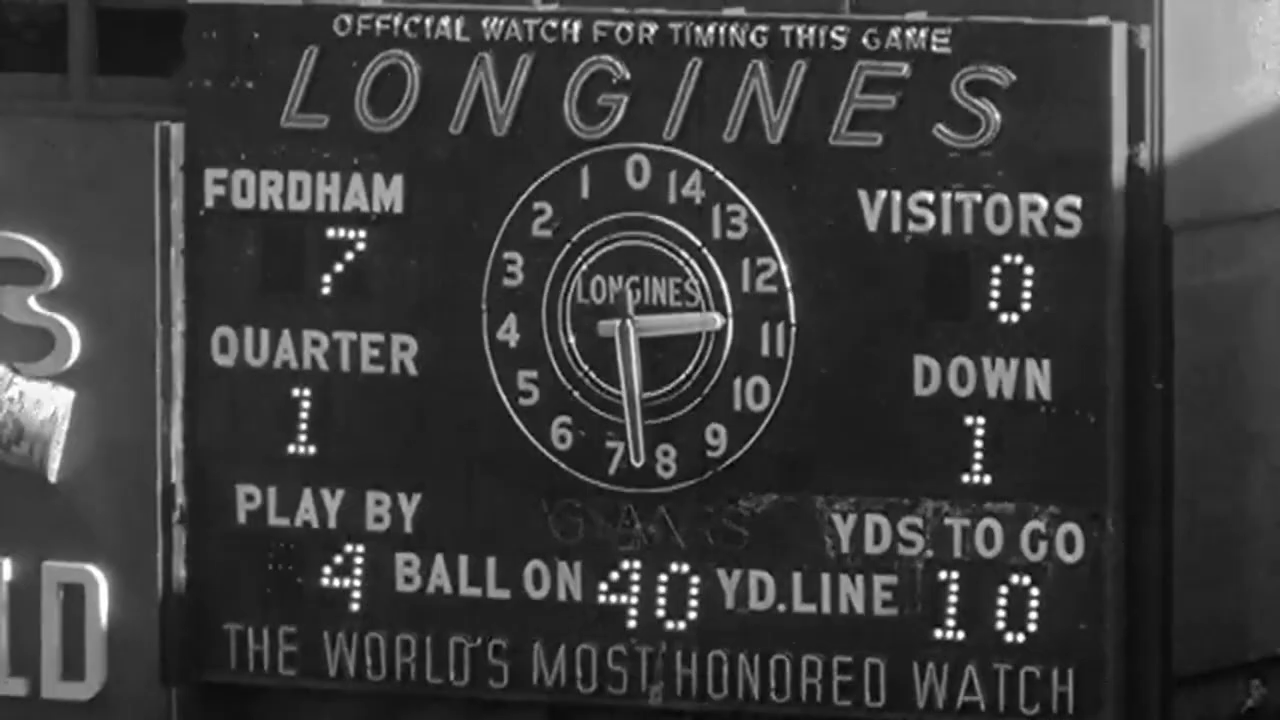 OFFICIAL WATCH FOR TIMING THIS GAME
LONGINES
FORDHAM
7
VISITORS
0
0
14
13
12
11
10
9
8
7
6
5
4
3
2
1
LONGINES
QUARTER
1
DOWN
1
PLAY BY
4
GIANTS
YDS. TO GO
10
BALL ON 40 YD. LINE
THE WORLD'S MOST HONORED WATCH
LD